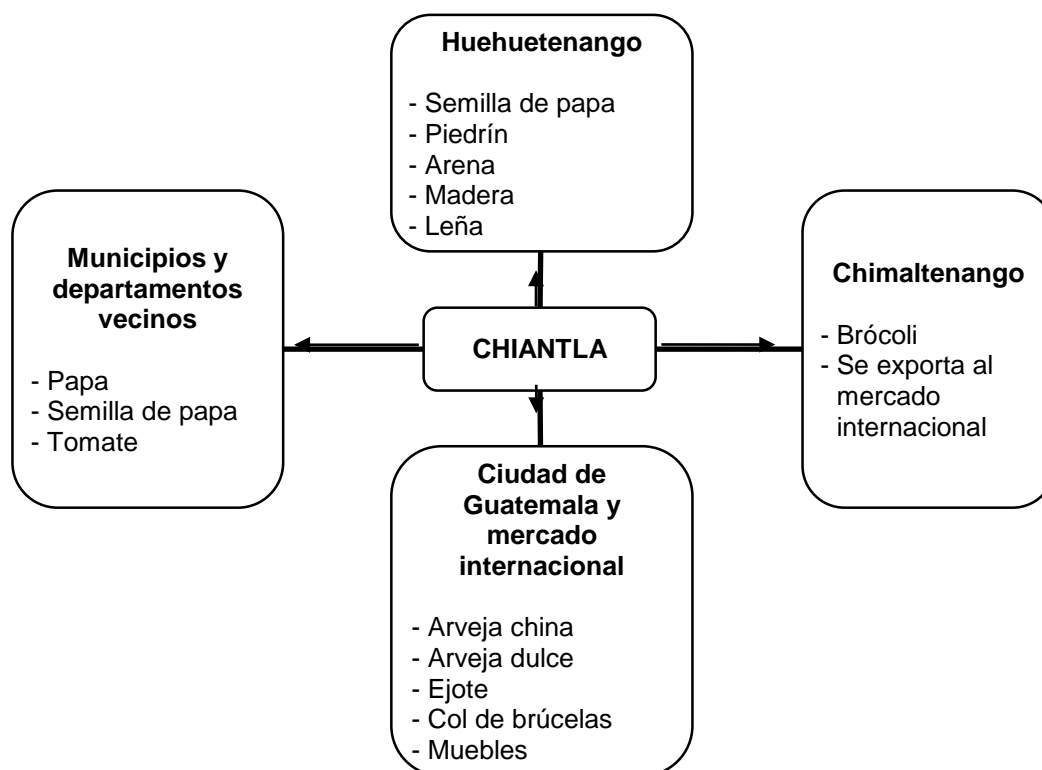 Huehuetenango
- Semilla de papa
- Piedrín
- Arena
- Madera
- Leña
Municipios y
departamentos
vecinos
- Papa
- Semilla de papa
- Tomate
CHIANTLA
Chimaltenango
- Brócoli
- Se exporta al
mercado
internacional
Ciudad de
Guatemala y
mercado
internacional
- Arveja china
- Arveja dulce
- Ejote
- Col de brúcelas
- Muebles